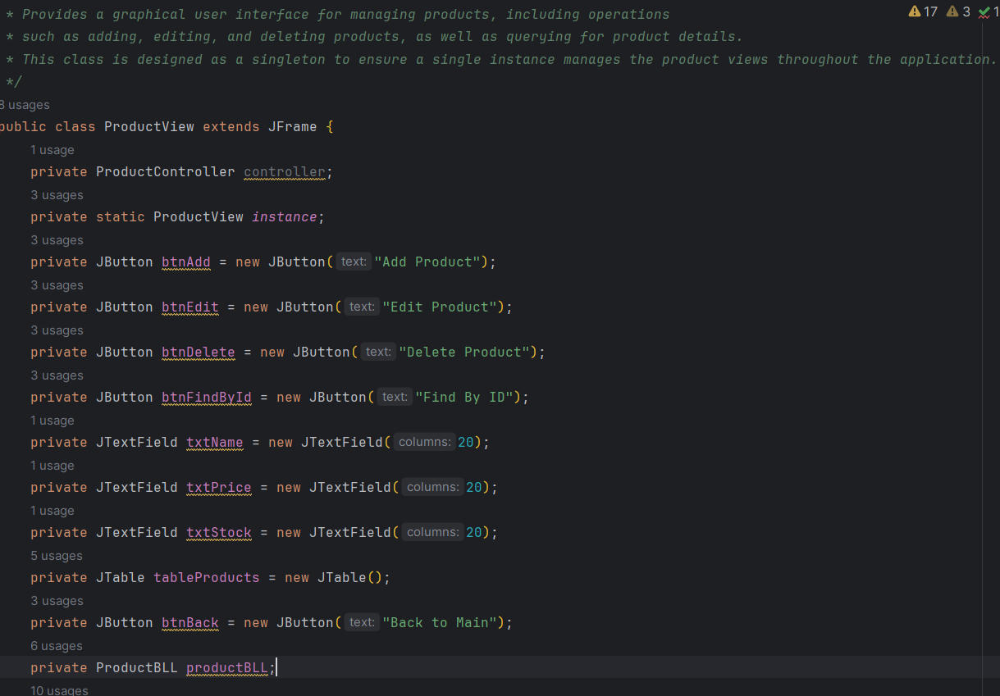 * Provides a graphical user interface for managing products, including operations
17 3 1
* such as adding, editing, and deleting products, as well as querying for product details.
* This class is designed as a singleton to ensure a single instance manages the product views throughout the application.
*/
8 usages
public class ProductView extends JFrame {
1 usage
private ProductController controller;
3 usages
private static ProductView instance;
3 usages
private JButton btnAdd = new JButton( text: "Add Product");
3 usages
private JButton btnEdit = new JButton( text: "Edit Product");
3 usages
private JButton btnDelete = new JButton( text: "Delete Product");
3 usages
private JButton btnFindById = new JButton( text: "Find By ID");
1 usage
private JTextField txtName = new JTextField( columns: 20);
1 usage
private JTextField txtPrice = new JTextField( columns: 20);
1 usage
private JTextField txtStock = new JTextField( columns: 20);
5 usages
private JTable tableProducts = new JTable();
3 usages
private JButton btnBack = new JButton( text: "Back to Main");
6 usages
private ProductBLL productBLL;
10 usages